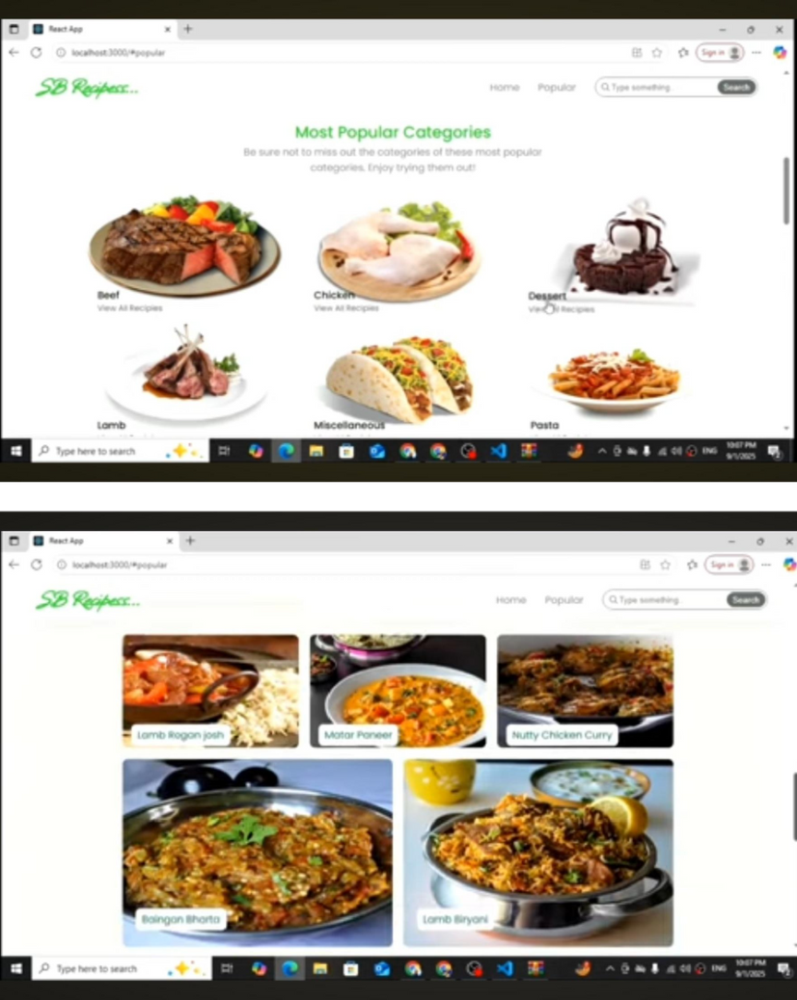 React App
localhost:3000/#popular
Sign in
SB Recipess...
Home Popular Type something... Search
Most Popular Categories
Be sure not to miss out the categories of these most popular
categories. Enjoy trying them out!
Beef Chicken Dessert
View All Recipies View All Recipies View All Recipies
Lamb Miscellaneous Pasta
Type here to search
ENG 10:07 PM
9/1/2025
React App
localhost:3000/#popular
Sign in
SB Recipess...
Home Popular Type something... Search
Lamb Rogan josh Matar Paneer Nutty Chicken Curry
Baingan Bharta Lamb Biryani
Type here to search
ENG 10:07 PM
9/1/2025